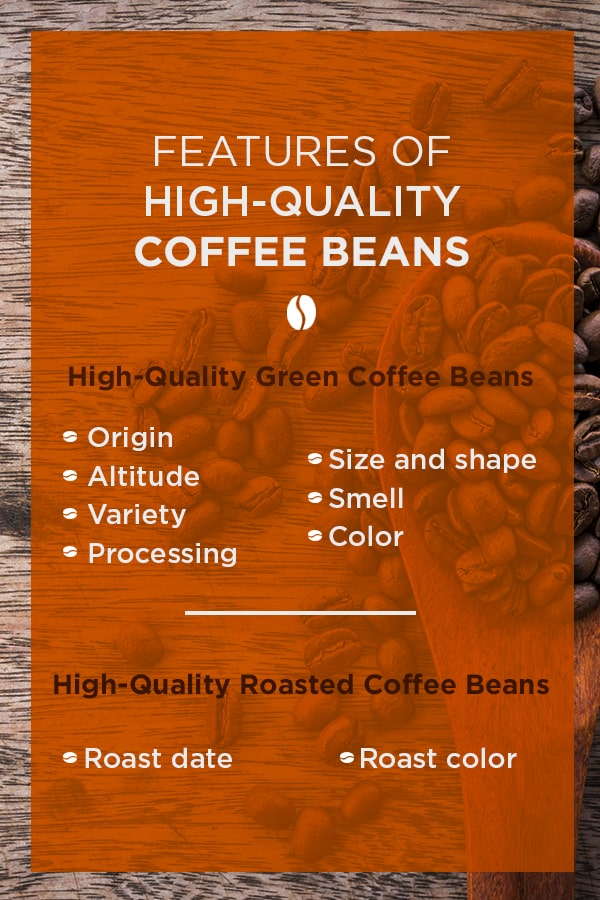 FEATURES OF
HIGH-QUALITY
COFFEE BEANS
High-Quality Green Coffee Beans
Origin
Altitude
Variety
Processing
Size and shape
Smell
Color
High-Quality Roasted Coffee Beans
Roast date
Roast color